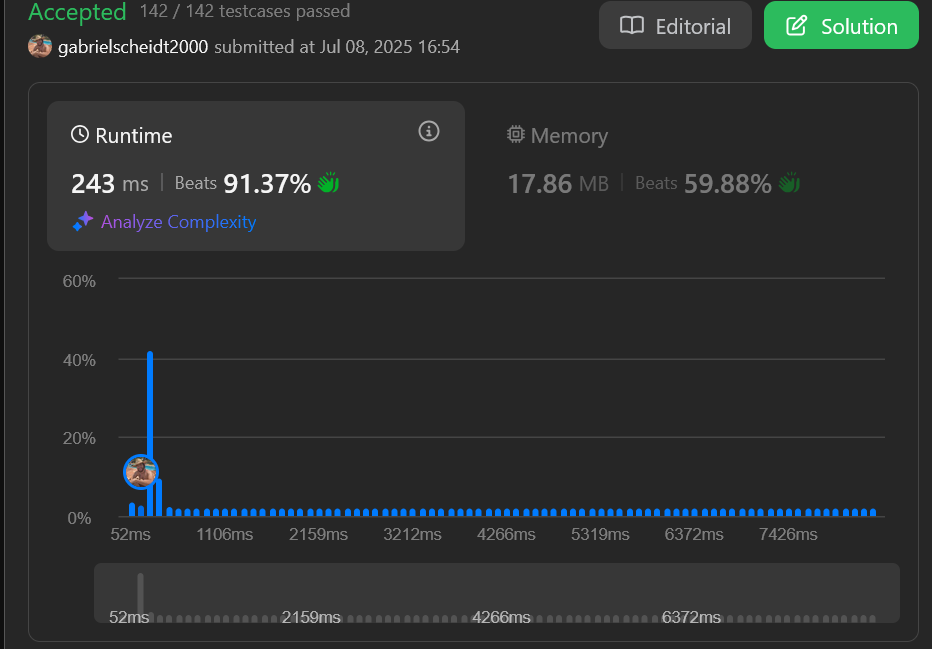 Accepted 142 / 142 testcases passed
Editorial
Solution
gabrielscheidt2000 submitted at Jul 08, 2025 16:54
Runtime
Memory
243 ms | Beats 91.37%
17.86 MB | Beats 59.88%
Analyze Complexity
60%
40%
20%
0%
52ms 1106ms 2159ms 3212ms 4266ms 5319ms 6372ms 7426ms
52ms 2159ms 4266ms 6372ms